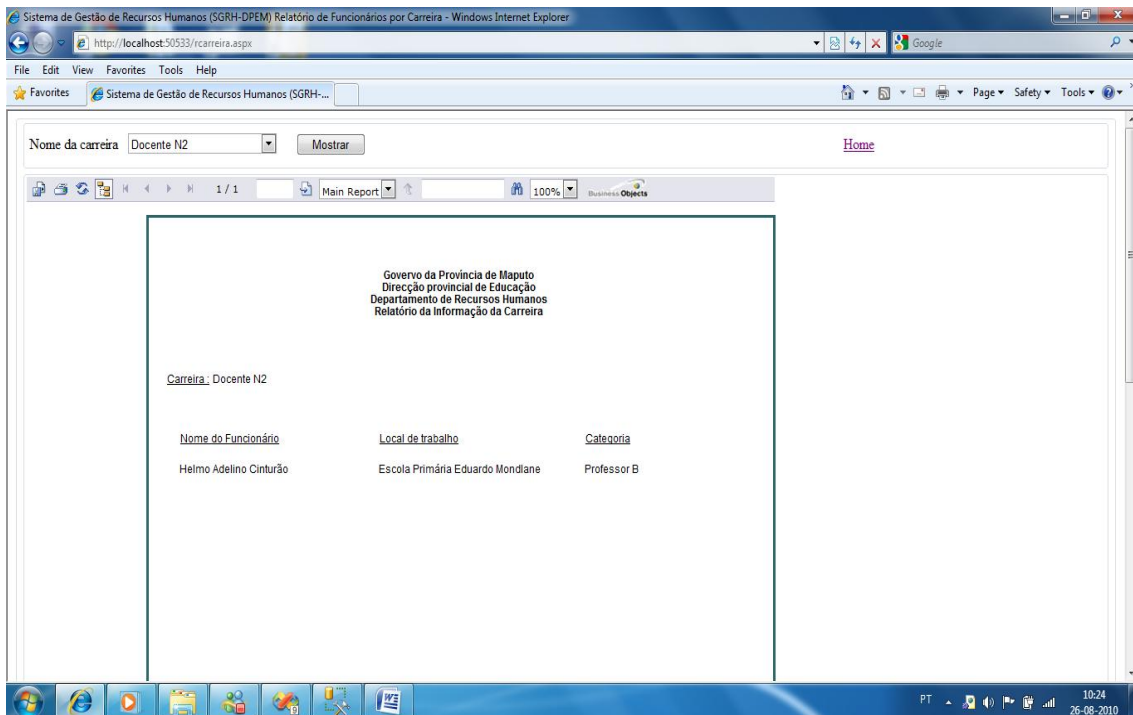 Sistema de Gestão de Recursos Humanos (SGRH-DPEM) Relatório de Funcionários por Carreira - Windows Internet Explorer
http://localhost:50533/rcarreira.aspx
Google
File Edit View Favorites Tools Help
Favorites Sistema de Gestão de Recursos Humanos (SGRH-... Page Safety Tools
Nome da carreira Docente N2 Mostrar Home
1 / 1 Main Report 100% Business Objects
Governo da Província de Maputo
Direcção provincial de Educação
Departamento de Recursos Humanos
Relatório da Informação da Carreira
Carreira : Docente N2
Nome do Funcionário Local de trabalho Categoria
Helmo Adelino Cinturão Escola Primária Eduardo Mondlane Professor B
PT 10:24
26-08-2010